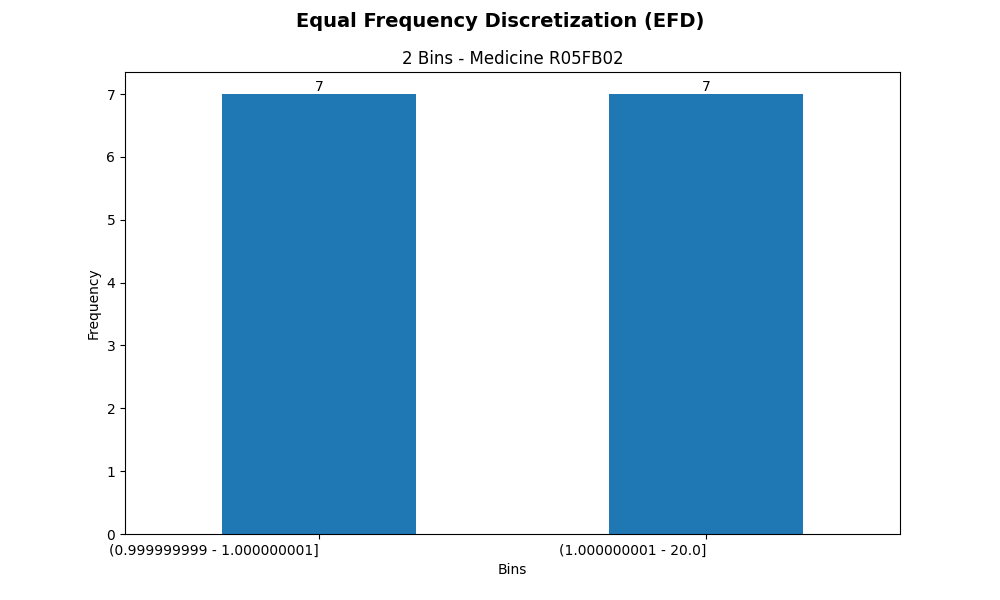 Equal Frequency Discretization (EFD)
2 Bins - Medicine R05FB02
7 7
7
6
5
4
3
2
1
0
Frequency
(0.999999999 - 1.000000001] (1.000000001 - 20.0]
Bins